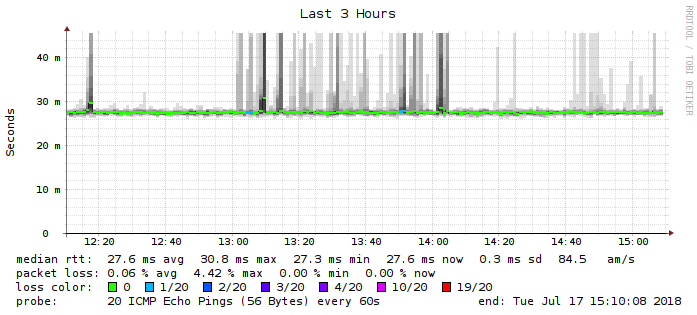 Last 3 Hours
RRDTOOL / TOBI OETIKER
Seconds
40 m
30 m
20 m
10 m
0
12:20 12:40 13:00 13:20 13:40 14:00 14:20 14:40 15:00
median rtt: 27.6 ms avg 30.8 ms max 27.3 ms min 27.6 ms now 0.3 ms sd 84.5 am/s
packet loss: 0.06 % avg 4.42 % max 0.00 % min 0.00 % now
loss color: 0 1/20 2/20 3/20 4/20 10/20 19/20
probe: 20 ICMP Echo Pings (56 Bytes) every 60s end: Tue Jul 17 15:10:08 2018